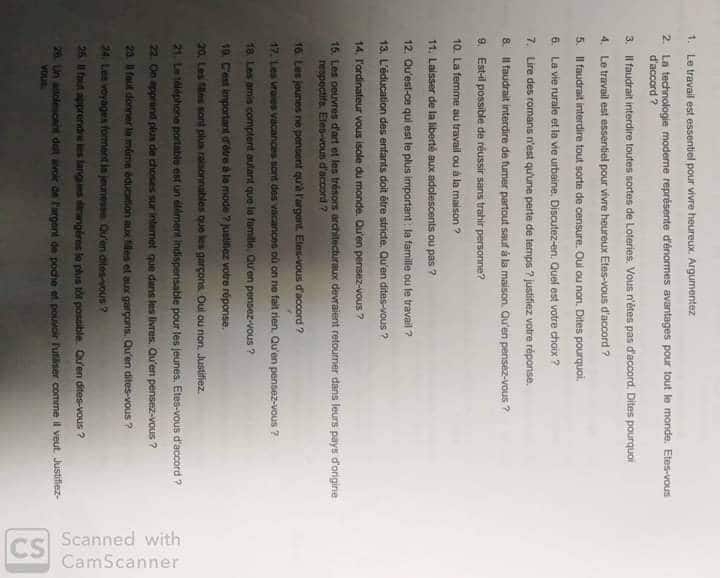 1. Le travail est essentiel pour vivre heureux. Argumentez
2. La technologie moderne représente d'énormes avantages pour tout le monde. Etes-vous
d'accord ?
3. Il faudrait interdire toutes sortes de Loteries. Vous n'êtes pas d'accord. Dites pourquoi
4. Le travail est essentiel pour vivre heureux Etes-vous d'accord ?
5. Il faudrait interdire tout sorte de censure. Oui ou non. Dites pourquoi.
6. La vie rurale et la vie urbaine. Discutez-en. Quel est votre choix ?
7. Lire des romans n'est qu'une perte de temps ? justifiez votre réponse.
8. Il faudrait interdire de fumer partout sauf à la maison. Qu'en pensez-vous ?
9. Est-il possible de réussir sans trahir personne?
10. La femme au travail ou à la maison ?
11. Laisser de la liberté aux adolescents ou pas ?
12. Qu'est-ce qui est le plus important : la famille ou le travail ?
13. L'éducation des enfants doit être stricte. Qu'en dites-vous ?
14. l'ordinateur vous isole du monde. Qu'en pensez-vous ?
15. Les oeuvres d'art et les trésors architecturaux devraient retourner dans leurs pays d'origine
respectifs. Etes-vous d'accord ?
16. Les jeunes ne pensent qu'à l'argent. Etes-vous d'accord ?
17. Les vraies vacances sont des vacances où on ne fait rien. Qu'en pensez-vous ?
18. Les amis comptent autant que la famille. Qu'en pensez-vous ?
19. C'est important d'être à la mode ? justifiez votre réponse.
20. Les filles sont plus raisonnables que les garçons. Oui ou non. Justifiez.
21. Le téléphone portable est un élément indispensable pour les jeunes. Etes-vous d'accord ?
22. On apprend plus de choses sur internet que dans les livres. Qu'en pensez-vous ?
23. Il faut donner la même éducation aux filles et aux garçons. Qu'en dites-vous ?
24. Les voyages forment la jeunesse. Qu'en dites-vous ?
25. Il faut apprendre les langues étrangères le plus tôt possible. Qu'en dites-vous ?
26. Un adolescent doit avoir de l'argent de poche et pouvoir l'utiliser comme il veut. Justifiez-
vous.
CS Scanned with
CamScanner